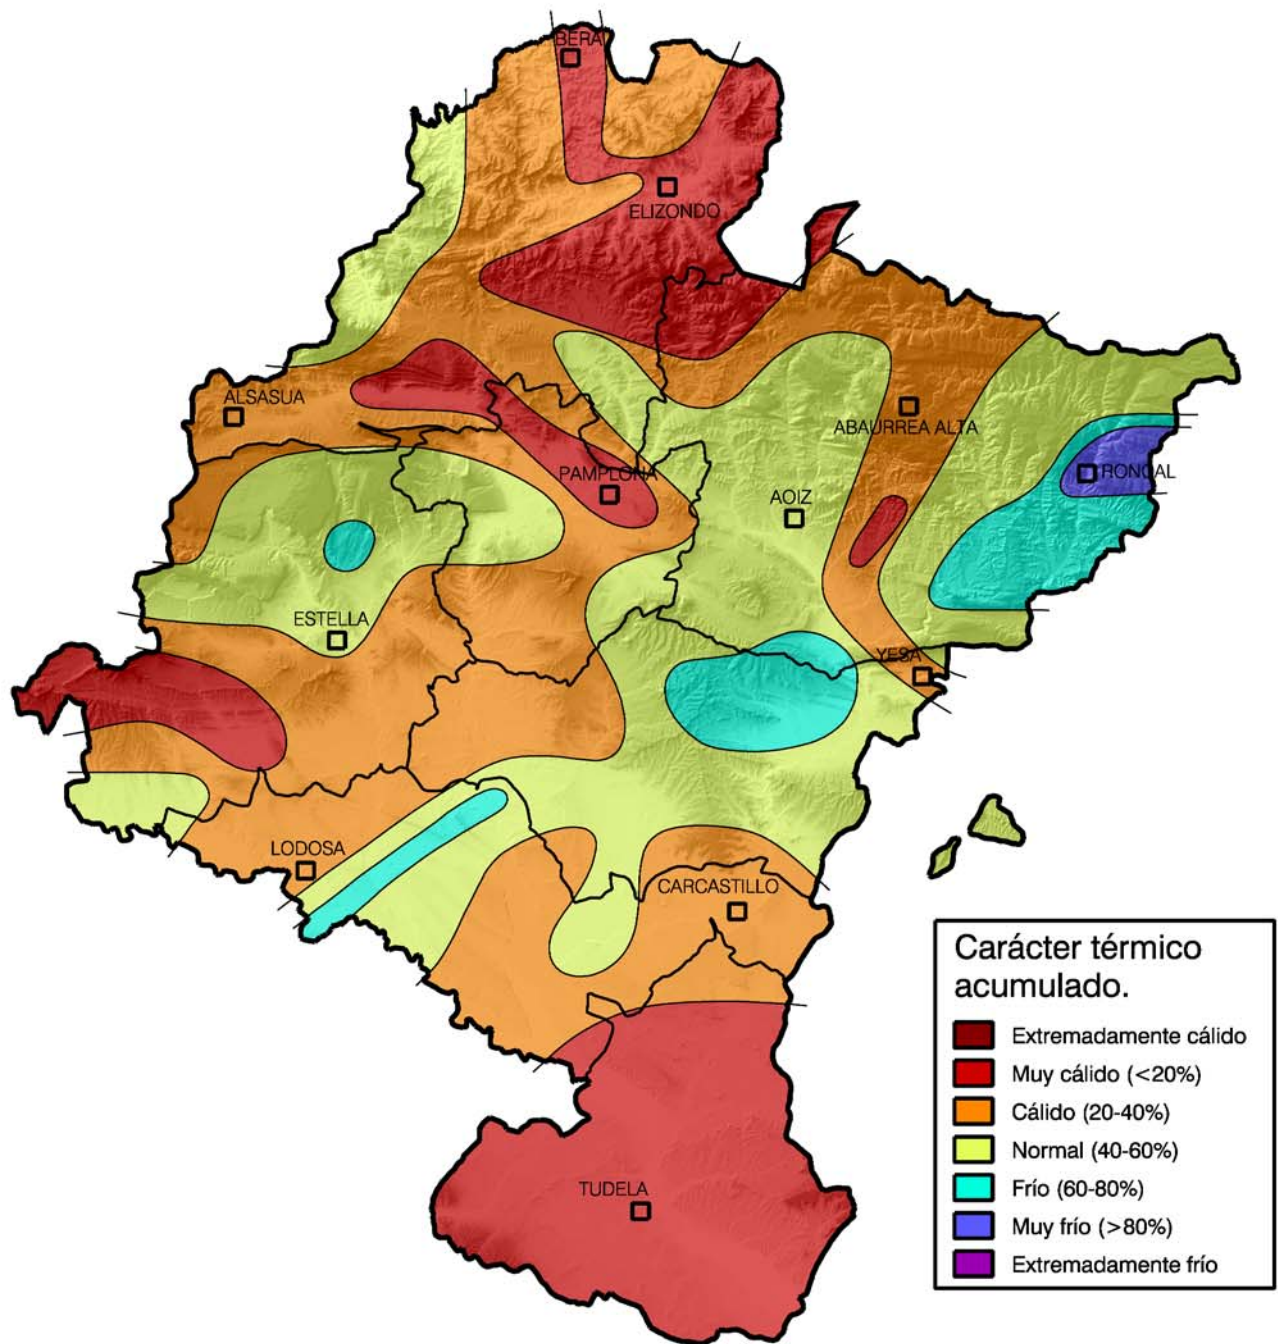 BERA
ELIZONDO
ALSASUA
ABAURREA ALTA
PAMPLONA
RONCAL
AOIZ
ESTELLA
YESA
LODOSA
CARCASTILLO
TUDELA
Carácter térmico
acumulado.
Extremadamente cálido
Muy cálido (<20%)
Cálido (20-40%)
Normal (40-60%)
Frío (60-80%)
Muy frío (>80%)
Extremadamente frío